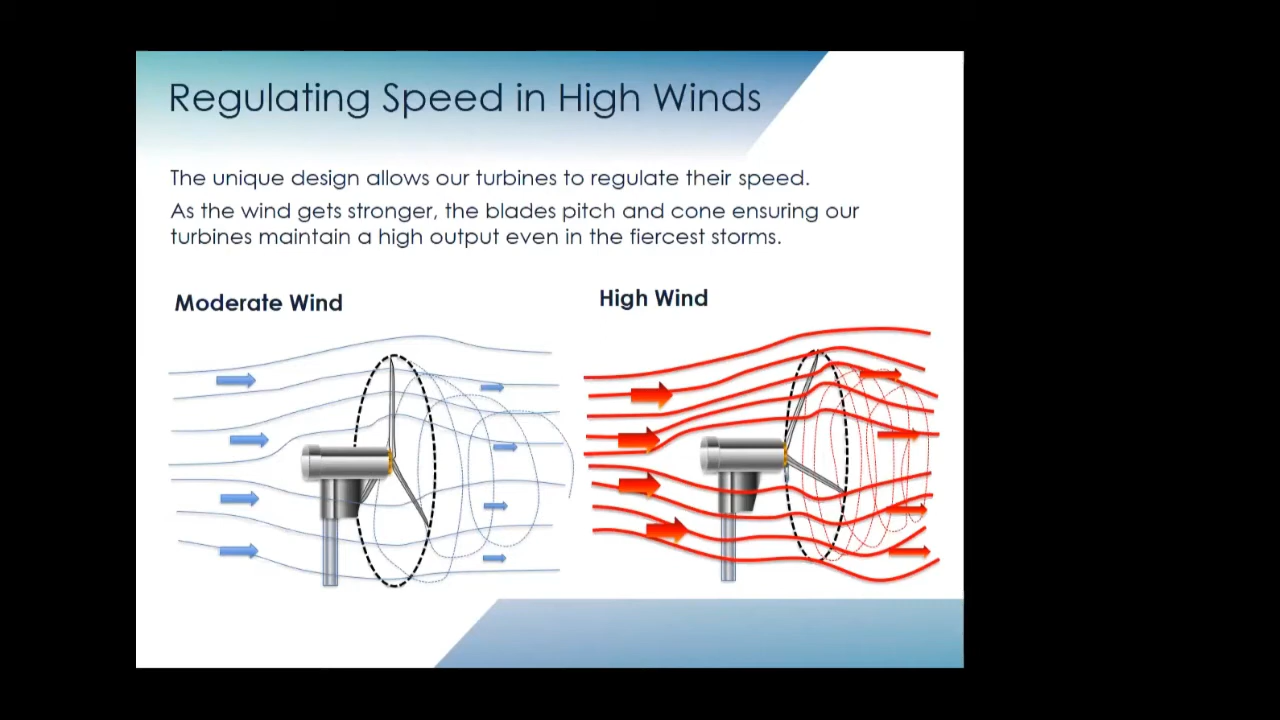 Regulating Speed in High Winds
The unique design allows our turbines to regulate their speed.
As the wind gets stronger, the blades pitch and cone ensuring our
turbines maintain a high output even in the fiercest storms.
Moderate Wind
High Wind